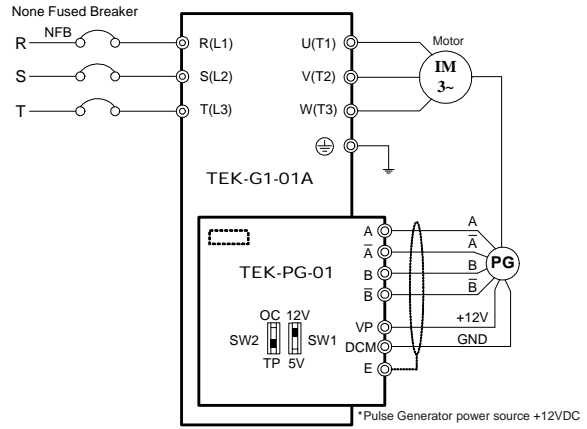 None Fused Breaker
NFB
R
R(L1)
U(T1)
Motor
S
S(L2)
V(T2)
IM
3~
T
T(L3)
W(T3)
TEK-G1-01A
A
A
A̅
A̅
TEK-PG-01
B
B
PG
B̅
B̅
OC 12V
VP
+12V
SW2
SW1
DCM
GND
TP 5V
E
*Pulse Generator power source +12VDC